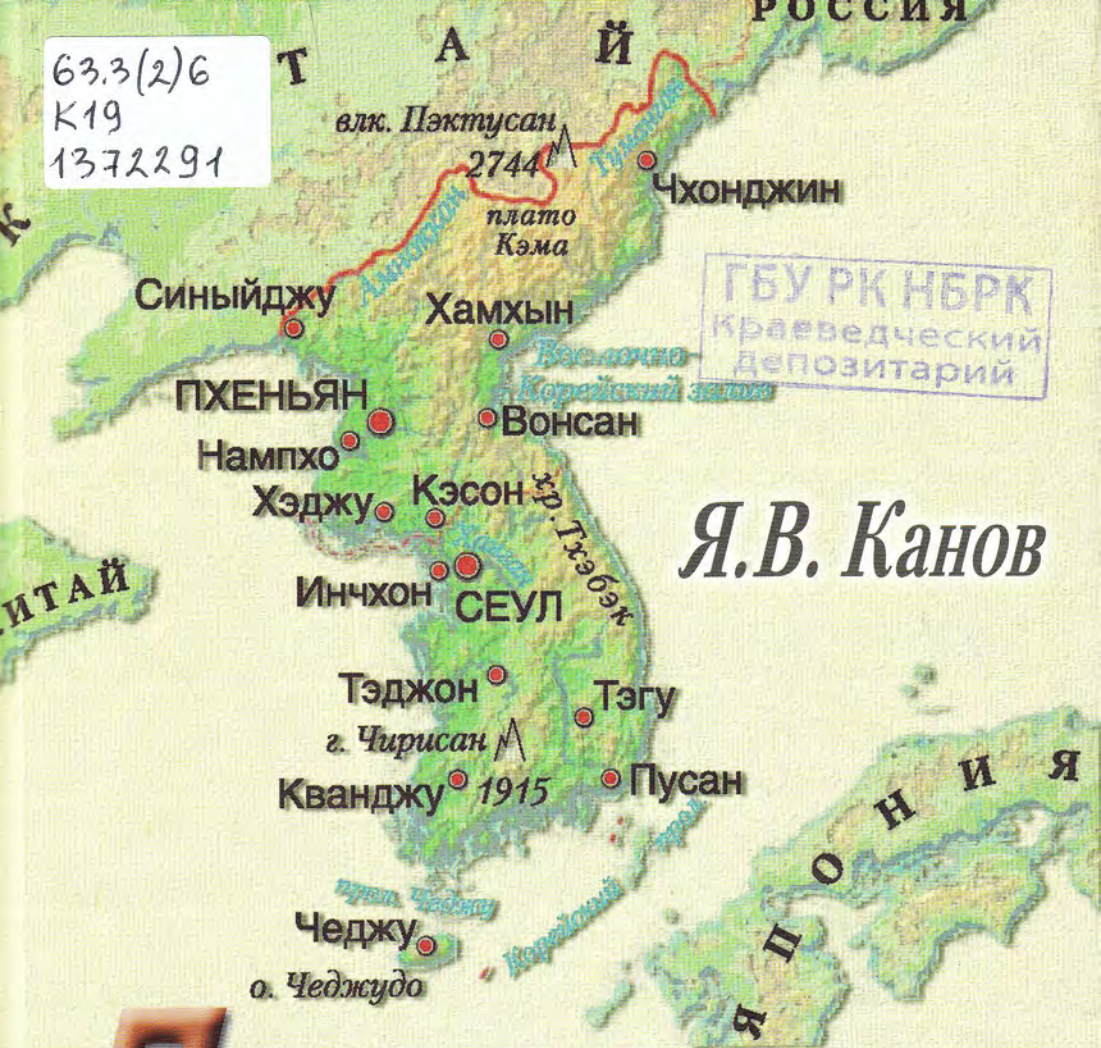 РОССИЯ
63.3(2)6
К19
1372291
К Т А Й
влк. Пэктусан
2744
Туманган
Чхонджин
плато
Кэма
Амноккан
ГБУ РК НБРК
Краеведческий
депозитарий
Синыйджу
Хамхын
Восточно-
Корейский залив
ПХЕНЬЯН
Вонсан
Нампхо
Хэджу
Кэсон
хр. Тхэбэк
Ханган
Я.В. Канов
Инчхон
СЕУЛ
КИТАЙ
Тэджон
Тэгу
г. Чирисан
1915
Кванджу
Пусан
ЯПОНИЯ
Корейский прол.
прол. Чеджу
Чеджу
о. Чеджудо